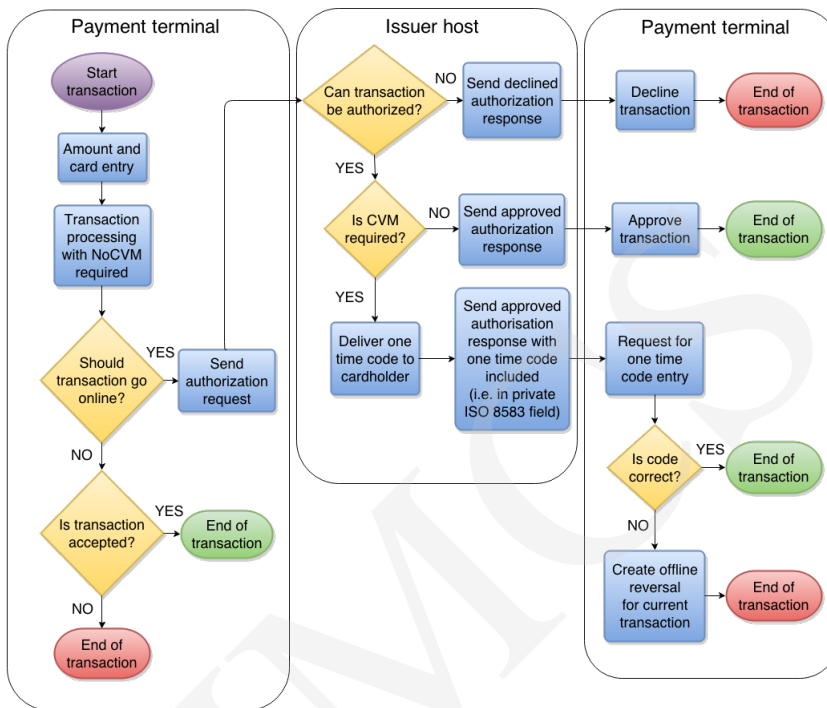 Payment terminal
Start
transaction
Amount and
card entry
Transaction
processing
with NoCVM
required
Should
transaction go
online?
YES
Send
authorization
request
NO
Is transaction
accepted?
YES
End of
transaction
NO
End of
transaction
Issuer host
Can transaction
be authorized?
NO
Send declined
authorization
response
YES
Is CVM
required?
NO
Send approved
authorization
response
YES
Deliver one
time code to
cardholder
Send approved
authorisation
response with
one time code
included
(i.e. in private
ISO 8583 field)
Payment terminal
Decline
transaction
End of
transaction
Approve
transaction
End of
transaction
Request for
one time
code entry
Is code
correct?
YES
End of
transaction
NO
Create offline
reversal
for current
transaction
End of
transaction